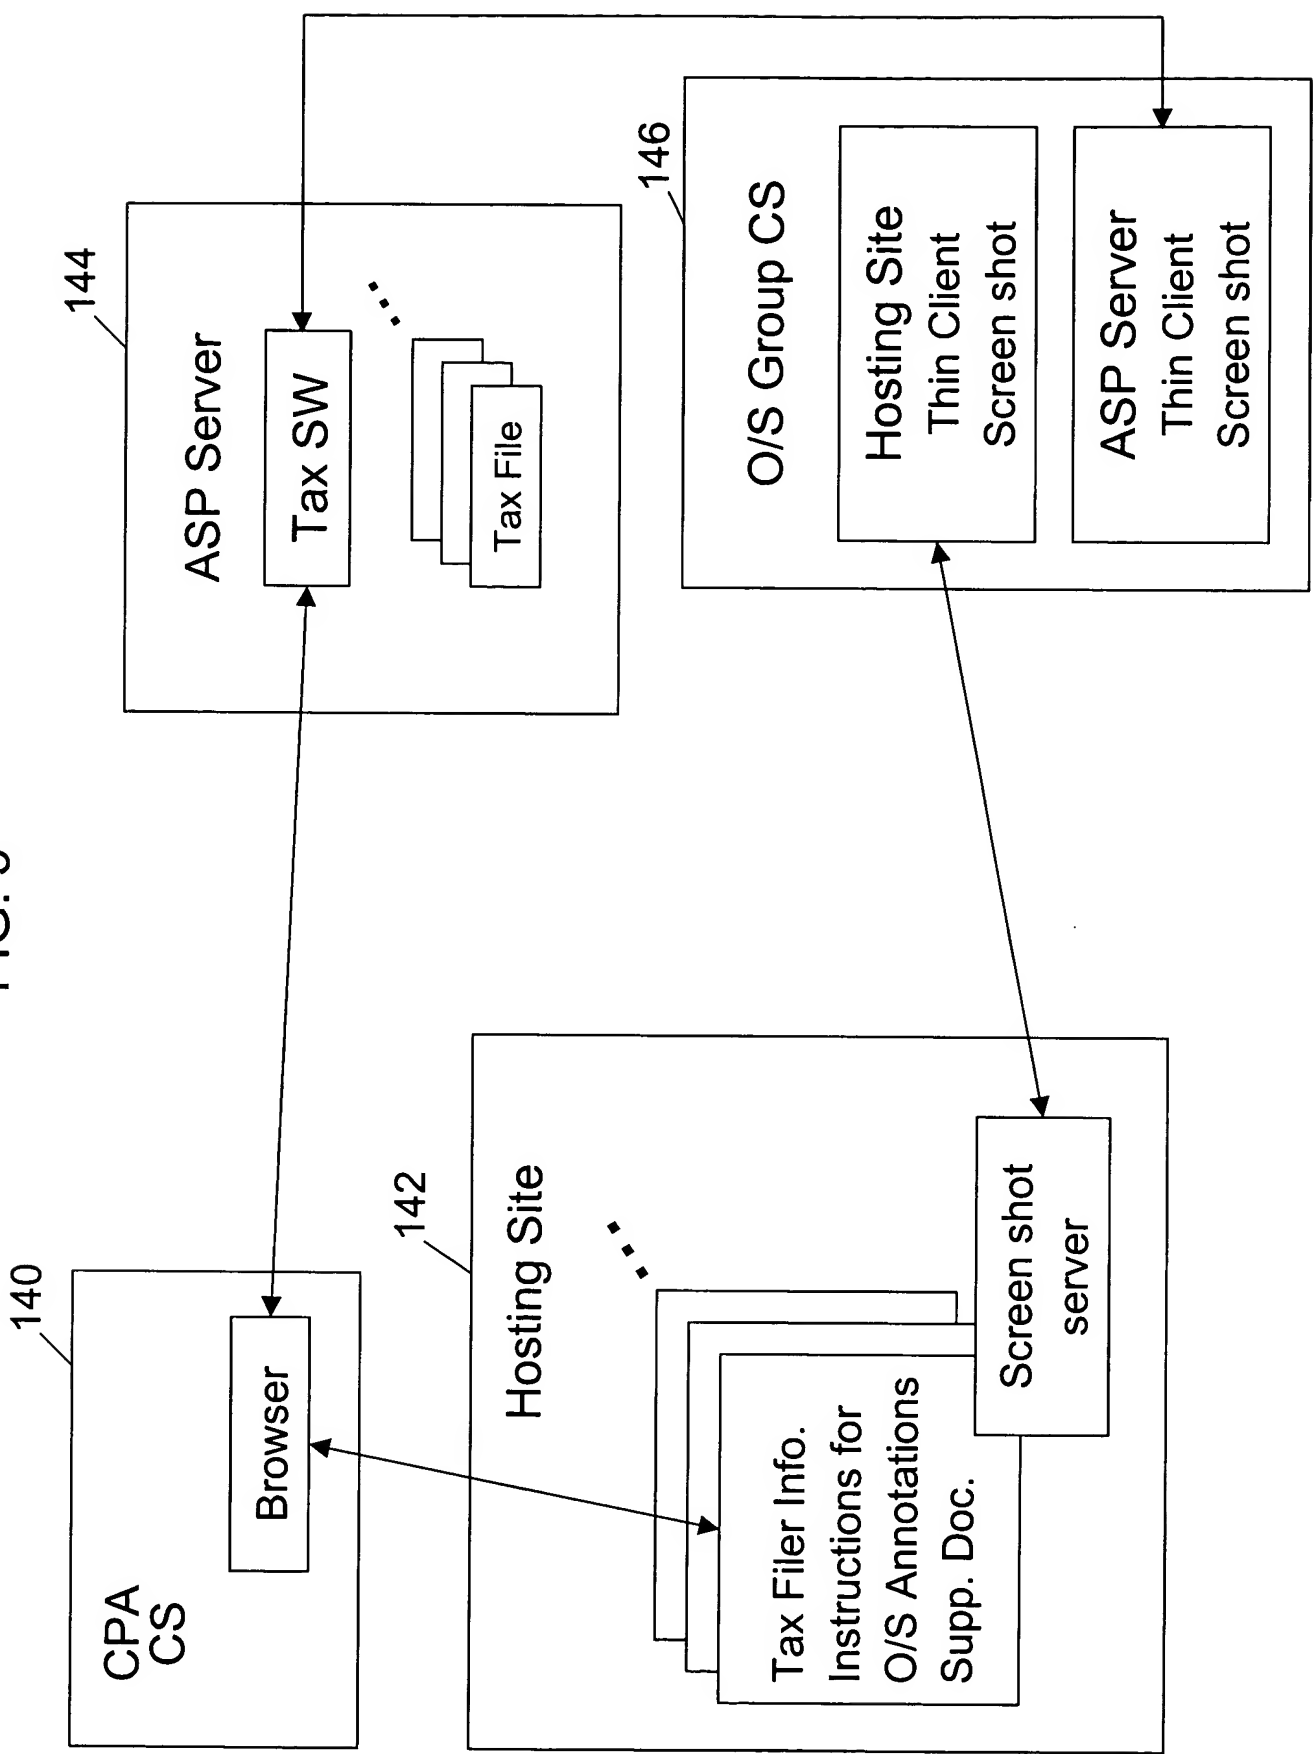 FIG.
140
CPA
CS
Browser
144
ASP Server
Tax SW
Tax File
142
Hosting Site
Tax Filer Info.
Instructions for
O/S Annotations
Supp. Doc.
Screen shot
server
146
O/S Group CS
Hosting Site
Thin Client
Screen shot
ASP Server
Thin Client
Screen shot